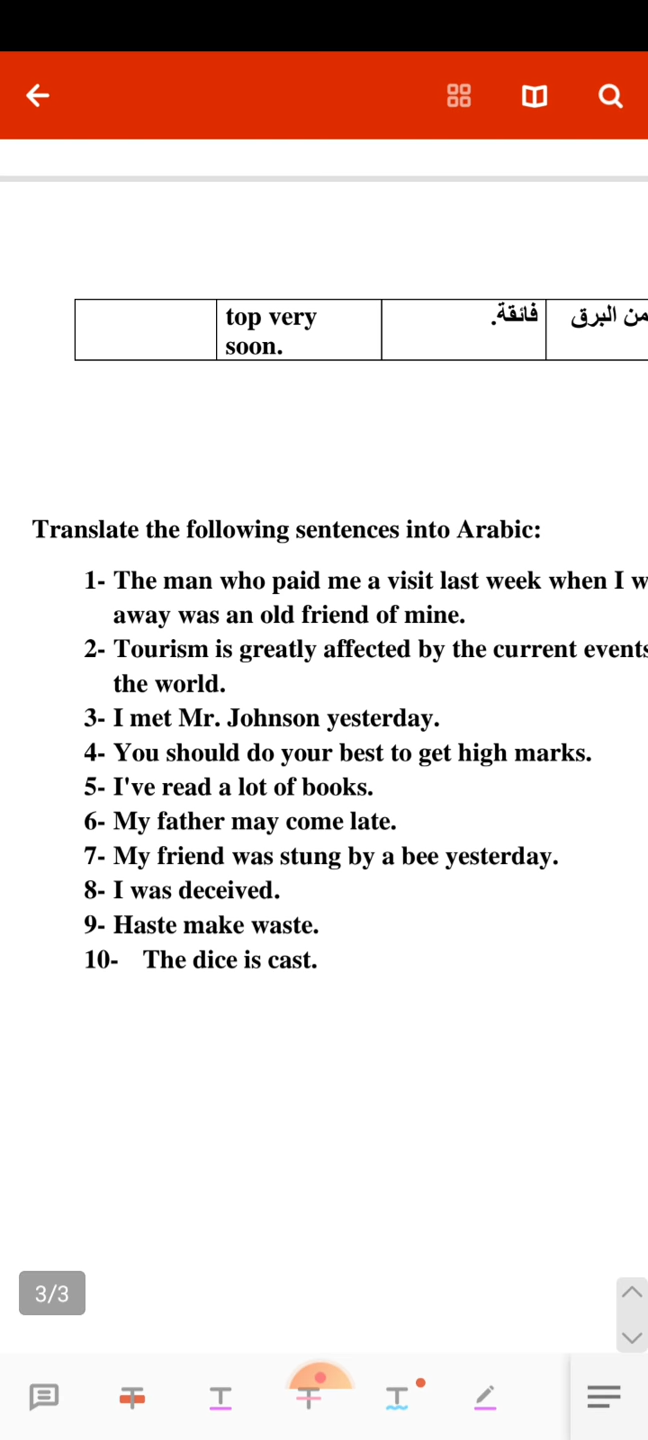 top very
soon.
فائقة.
من البرق
Translate the following sentences into Arabic:
1- The man who paid me a visit last week when I w
away was an old friend of mine.
2- Tourism is greatly affected by the current events
the world.
3- I met Mr. Johnson yesterday.
4- You should do your best to get high marks.
5- I've read a lot of books.
6- My father may come late.
7- My friend was stung by a bee yesterday.
8- I was deceived.
9- Haste make waste.
10- The dice is cast.
3/3